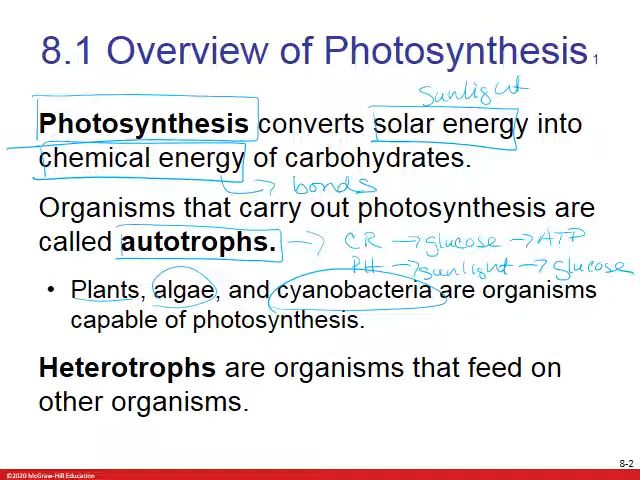 8.1 Overview of Photosynthesis 1
sunlight
Photosynthesis converts solar energy into
chemical energy of carbohydrates.
bonds
Organisms that carry out photosynthesis are
called autotrophs. → CR → glucose → ATP
PH → sunlight → glucose
• Plants, algae, and cyanobacteria are organisms
capable of photosynthesis.
Heterotrophs are organisms that feed on
other organisms.
8-2
©2020 McGraw-Hill Education